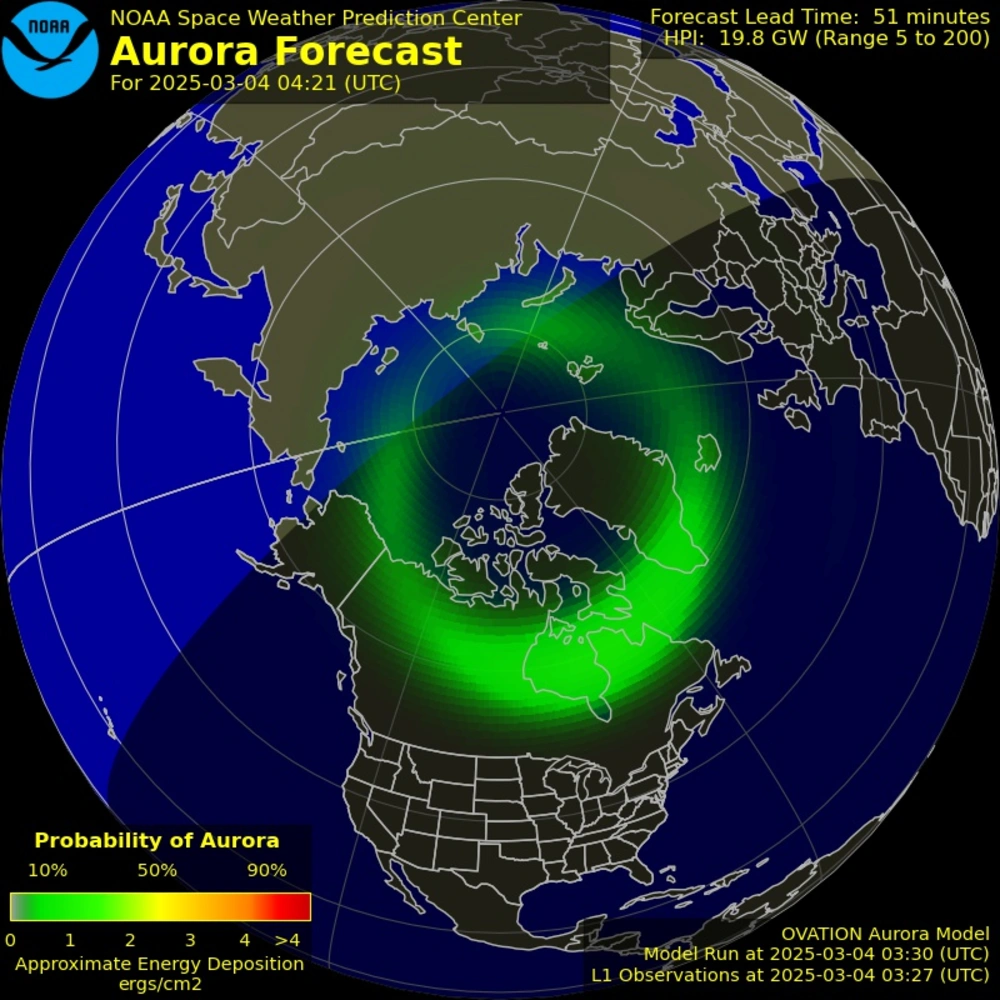 NOAA
NOAA Space Weather Prediction Center
Aurora Forecast
For 2025-03-04 04:21 (UTC)
Forecast Lead Time: 51 minutes
HPI: 19.8 GW (Range 5 to 200)
Probability of Aurora
10% 50% 90%
0 1 2 3 4 >4
Approximate Energy Deposition
ergs/cm2
OVATION Aurora Model
Model Run at 2025-03-04 03:30 (UTC)
L1 Observations at 2025-03-04 03:27 (UTC)